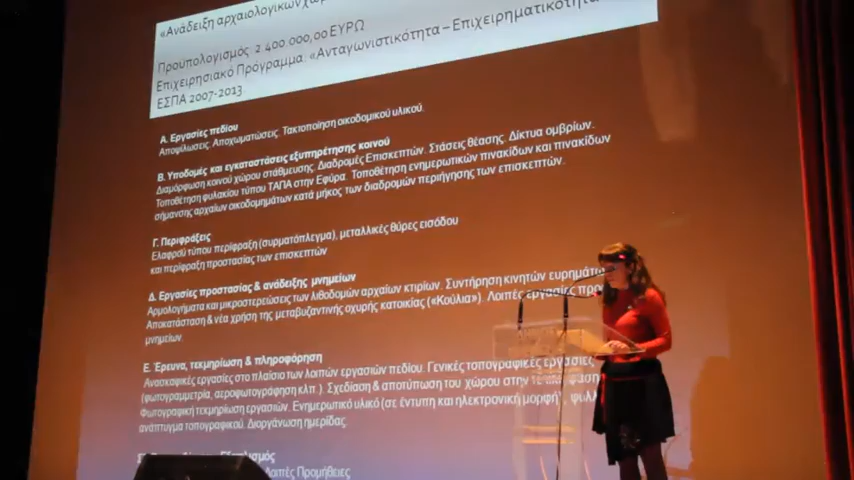 «Ανάδειξη αρχαιολογικών
Προϋπολογισμός 2.400.000,00 ΕΥΡΩ
Επιχειρησιακό Πρόγραμμα: «Ανταγωνιστικότητα – Επιχειρηματικότητα
ΕΣΠΑ 2007-2013
Α. Εργασίες πεδίου
Αποψιλώσεις. Αποχωματώσεις. Τακτοποίηση οικοδομικού υλικού.
Β. Υποδομές και εγκαταστάσεις εξυπηρέτησης κοινού
Διαμόρφωση κοινού χώρου στάθμευσης. Διαδρομές Επισκεπτών. Στάσεις θέασης. Δίκτυα ομβρίων.
Τοποθέτηση φυλακίου τύπου ΤΑΠΑ στην Εφύρα. Τοποθέτηση ενημερωτικών πινακίδων και πινακίδων
σήμανσης αρχαίων οικοδομημάτων κατά μήκος των διαδρομών περιήγησης των επισκεπτών.
Γ. Περιφράξεις
Ελαφρού τύπου περίφραξη (συρματόπλεγμα), μεταλλικές θύρες εισόδου
και περίφραξη προστασίας των επισκεπτών
Δ. Εργασίες προστασίας & ανάδειξης μνημείων
Αρμολογήματα και μικροστερεώσεις των λιθοδομών αρχαίων κτιρίων. Συντήρηση κινητών
Αποκατάσταση & νέα χρήση της μεταβυζαντινής οχυρής κατοικίας («Κούλια»). Λοιπές εργασίες
μνημείων.
Ε. Έρευνα, τεκμηρίωση & πληροφόρηση
Ανασκαφικές εργασίες στο πλαίσιο των λοιπών εργασιών πεδίου. Γενικές τοπογραφικές εργασίες
(φωτογραμμετρία, αεροφωτογράφηση κλπ.). Σχεδίαση & αποτύπωση του χώρου στην
Φωτογραφική τεκμηρίωση εργασιών. Ενημερωτικό υλικό (σε έντυπη και ηλεκτρονική μορφή
ανάπτυγμα τοπογραφικού. Διοργάνωση ημερίδας.
Λοιπές Προμήθειες